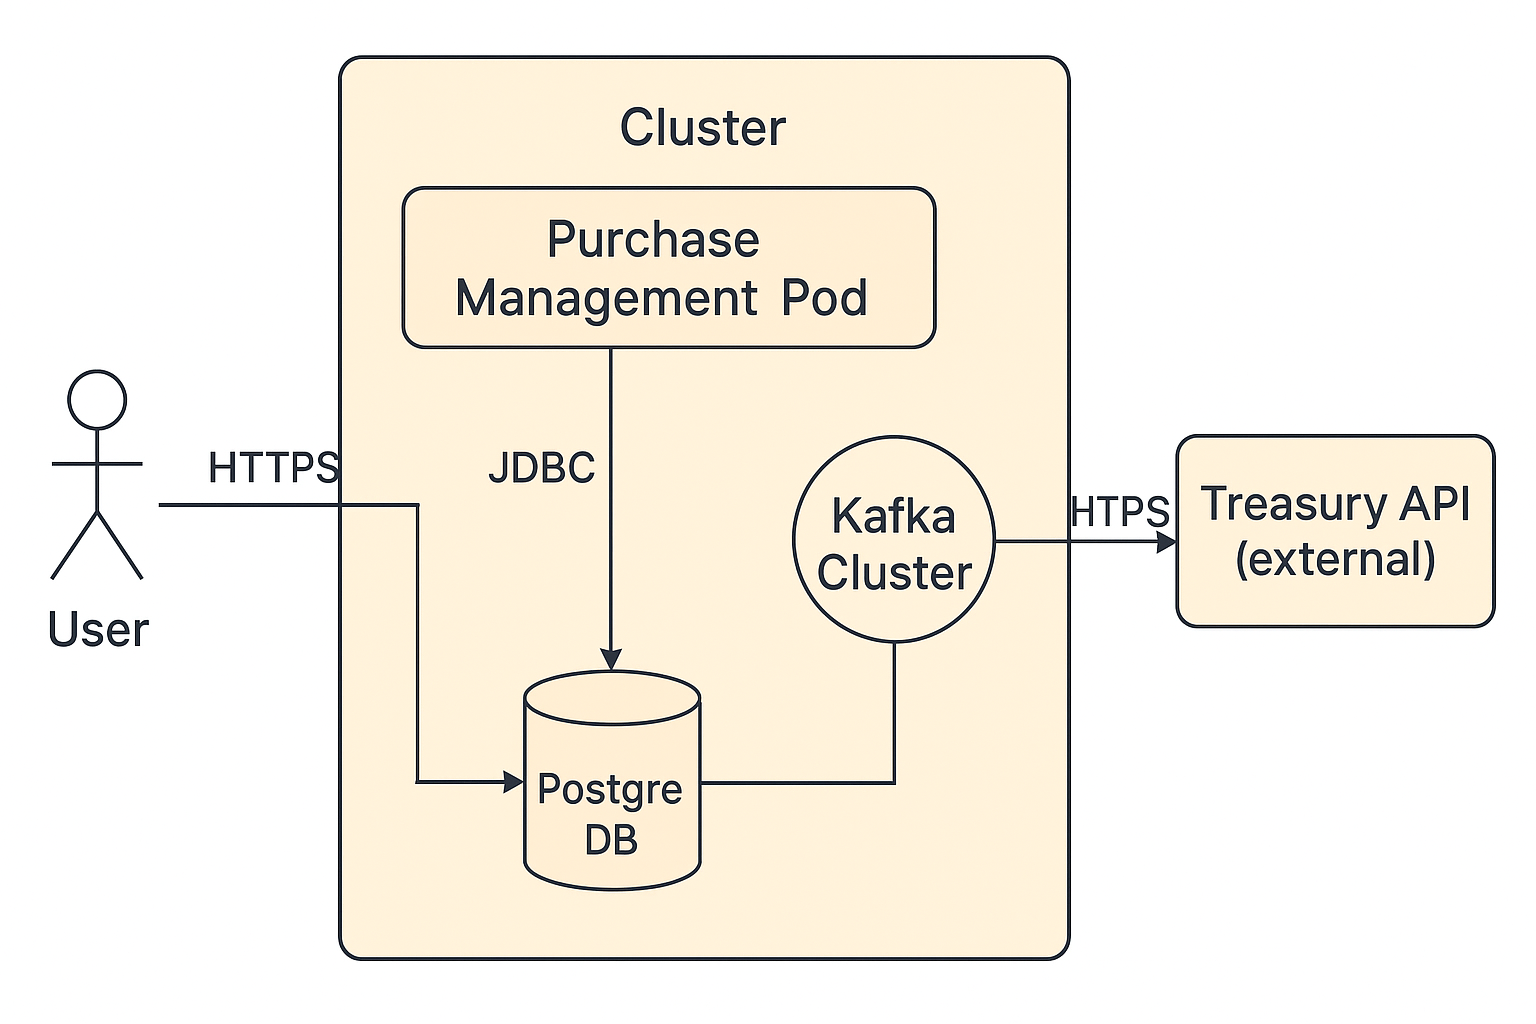 Cluster
Purchase
Management Pod
HTTPS
JDBC
Kafka
Cluster
HTPS
Treasury API
(external)
User
Postgre
DB